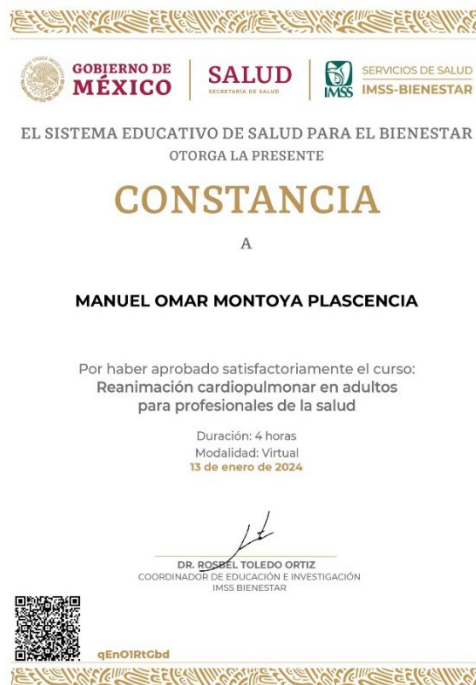 GOBIERNO DE
MÉXICO
SALUD
SECRETARÍA DE SALUD
IMSS
SERVICIOS DE SALUD
IMSS-BIENESTAR
EL SISTEMA EDUCATIVO DE SALUD PARA EL BIENESTAR
OTORGA LA PRESENTE
CONSTANCIA
A
MANUEL OMAR MONTOYA PLASCENCIA
Por haber aprobado satisfactoriamente el curso:
Reanimación cardiopulmonar en adultos
para profesionales de la salud
Duración: 4 horas
Modalidad: Virtual
13 de enero de 2024
DR. ROSBEL TOLEDO ORTIZ
COORDINADOR DE EDUCACIÓN E INVESTIGACIÓN
IMSS BIENESTAR
qEnO1RtGbd